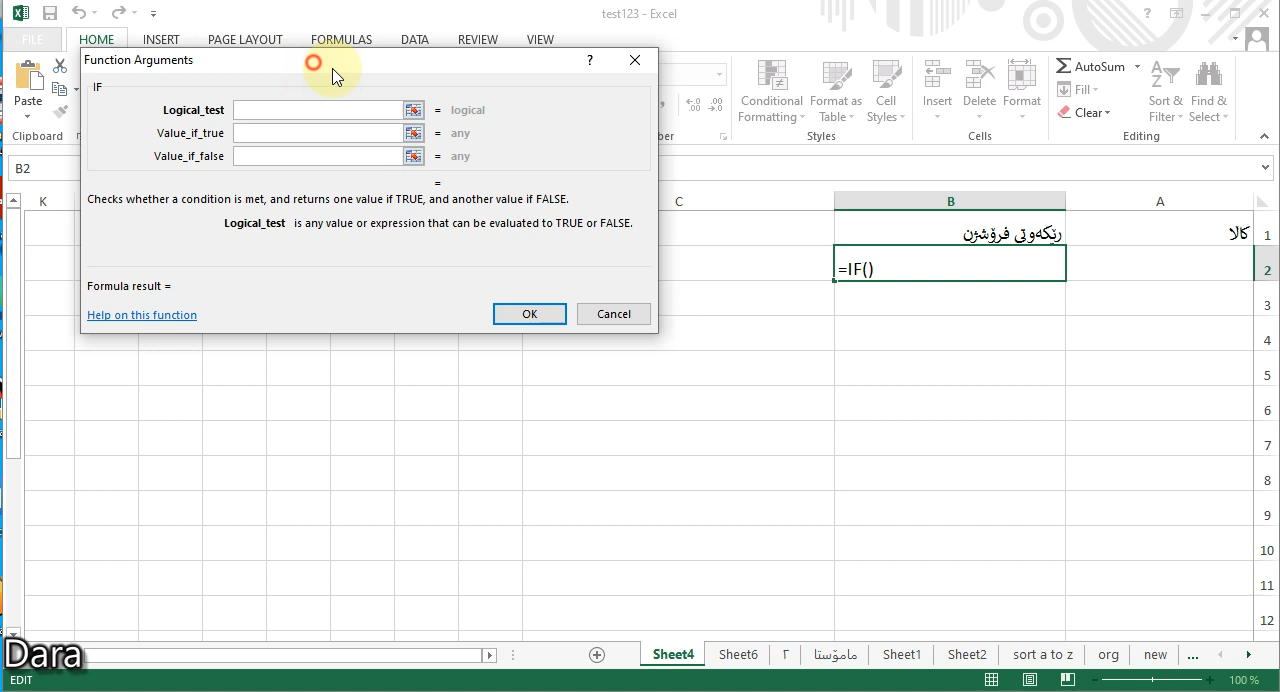 test123 - Excel
FILE HOME INSERT PAGE LAYOUT FORMULAS DATA REVIEW VIEW
Paste
Clipboard
Conditional Formatting
Format as Table
Cell Styles
Styles
Insert Delete Format
Cells
AutoSum
Fill
Clear
Sort & Filter
Find & Select
Editing
Function Arguments
IF
Logical_test = logical
Value_if_true = any
Value_if_false = any
=
Checks whether a condition is met, and returns one value if TRUE, and another value if FALSE.
Logical_test is any value or expression that can be evaluated to TRUE or FALSE.
Formula result =
Help on this function
OK Cancel
B2
K C B A
ڕێکەوتی فرۆشژن کالا 1
=IF() 2
3
4
5
6
7
8
9
10
11
12
Sheet4 Sheet6 ٢ مامۆستا Sheet1 Sheet2 sort a to z org new ...
Dara
EDIT 100 %